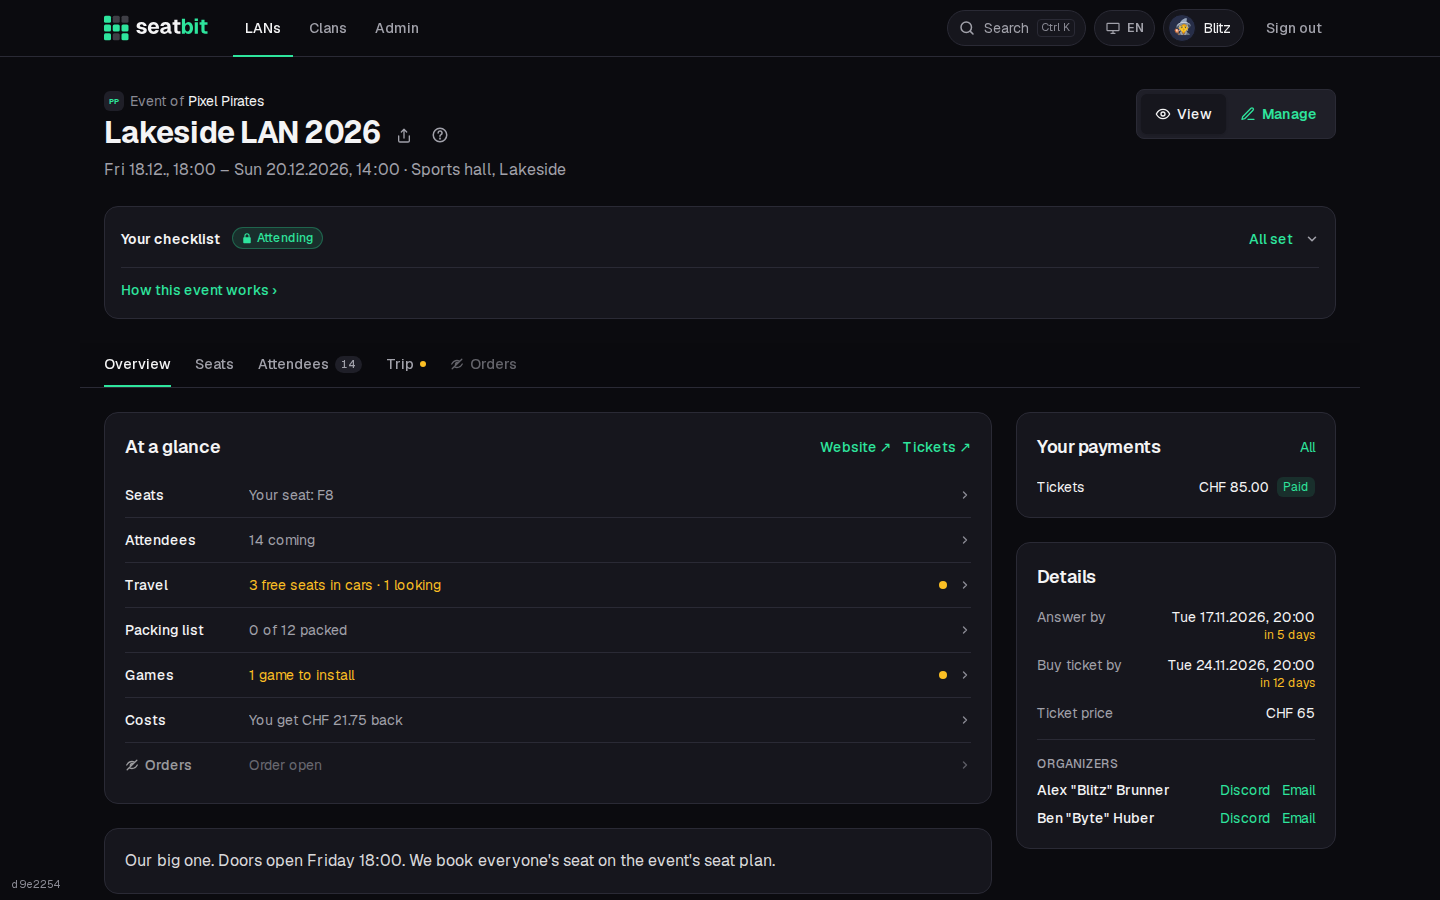 seatbit
LANs
Clans
Admin
Search
Ctrl K
EN
Blitz
Sign out
PP
Event of Pixel Pirates
Lakeside LAN 2026
View
Manage
Fri 18.12., 18:00 – Sun 20.12.2026, 14:00 · Sports hall, Lakeside
Your checklist
Attending
All set
How this event works ›
Overview
Seats
Attendees 14
Trip
Orders
At a glance
Website ↗
Tickets ↗
Seats
Your seat: F8
Attendees
14 coming
Travel
3 free seats in cars · 1 looking
Packing list
0 of 12 packed
Games
1 game to install
Costs
You get CHF 21.75 back
Orders
Order open
Our big one. Doors open Friday 18:00. We book everyone's seat on the event's seat plan.
Your payments
All
Tickets
CHF 85.00
Paid
Details
Answer by
Tue 17.11.2026, 20:00
in 5 days
Buy ticket by
Tue 24.11.2026, 20:00
in 12 days
Ticket price
CHF 65
ORGANIZERS
Alex "Blitz" Brunner
Discord
Email
Ben "Byte" Huber
Discord
Email
d9e2254